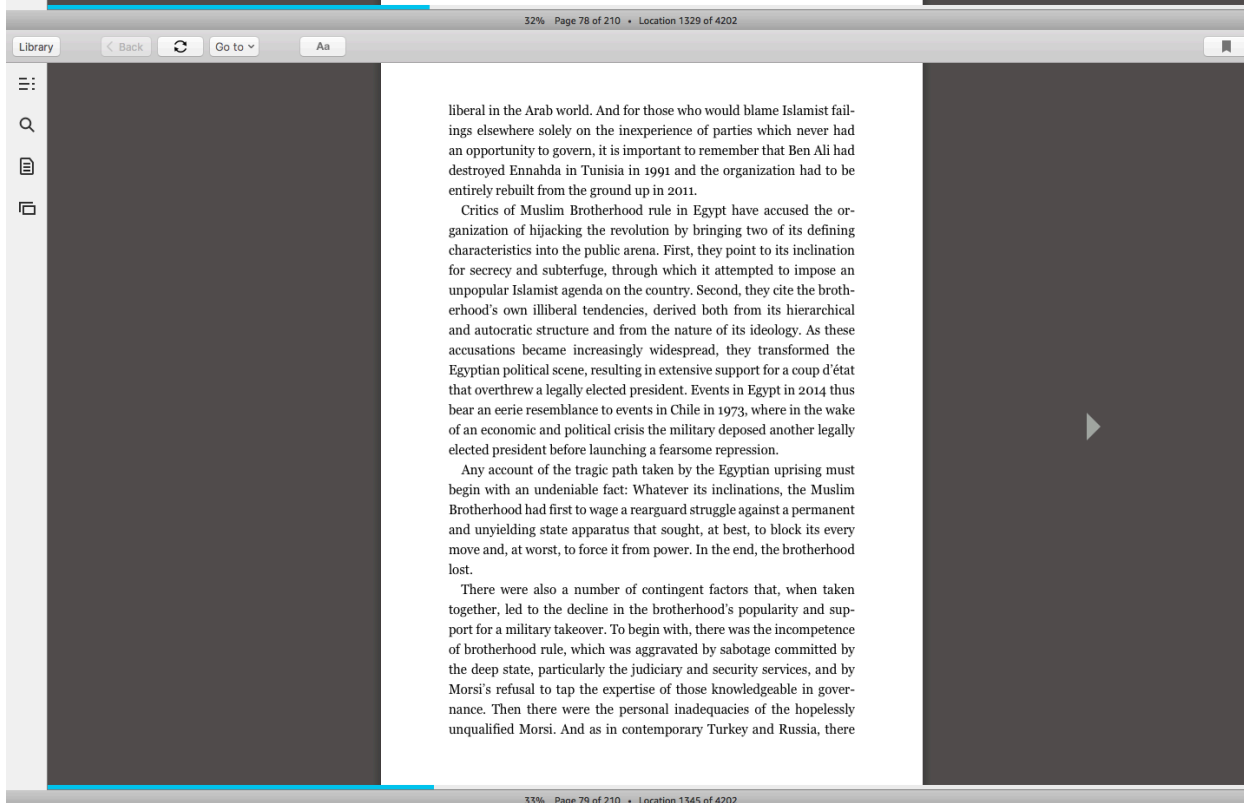 32% Page 78 of 210 • Location 1329 of 4202
Library
Back
Go to
Aa
liberal in the Arab world. And for those who would blame Islamist fail-
ings elsewhere solely on the inexperience of parties which never had
an opportunity to govern, it is important to remember that Ben Ali had
destroyed Ennahda in Tunisia in 1991 and the organization had to be
entirely rebuilt from the ground up in 2011.
Critics of Muslim Brotherhood rule in Egypt have accused the or-
ganization of hijacking the revolution by bringing two of its defining
characteristics into the public arena. First, they point to its inclination
for secrecy and subterfuge, through which it attempted to impose an
unpopular Islamist agenda on the country. Second, they cite the broth-
erhood's own illiberal tendencies, derived both from its hierarchical
and autocratic structure and from the nature of its ideology. As these
accusations became increasingly widespread, they transformed the
Egyptian political scene, resulting in extensive support for a coup d'état
that overthrew a legally elected president. Events in Egypt in 2014 thus
bear an eerie resemblance to events in Chile in 1973, where in the wake
of an economic and political crisis the military deposed another legally
elected president before launching a fearsome repression.
Any account of the tragic path taken by the Egyptian uprising must
begin with an undeniable fact: Whatever its inclinations, the Muslim
Brotherhood had first to wage a rearguard struggle against a permanent
and unyielding state apparatus that sought, at best, to block its every
move and, at worst, to force it from power. In the end, the brotherhood
lost.
There were also a number of contingent factors that, when taken
together, led to the decline in the brotherhood's popularity and sup-
port for a military takeover. To begin with, there was the incompetence
of brotherhood rule, which was aggravated by sabotage committed by
the deep state, particularly the judiciary and security services, and by
Morsi's refusal to tap the expertise of those knowledgeable in gover-
nance. Then there were the personal inadequacies of the hopelessly
unqualified Morsi. And as in contemporary Turkey and Russia, there
33% Page 79 of 210 • Location 1345 of 4202